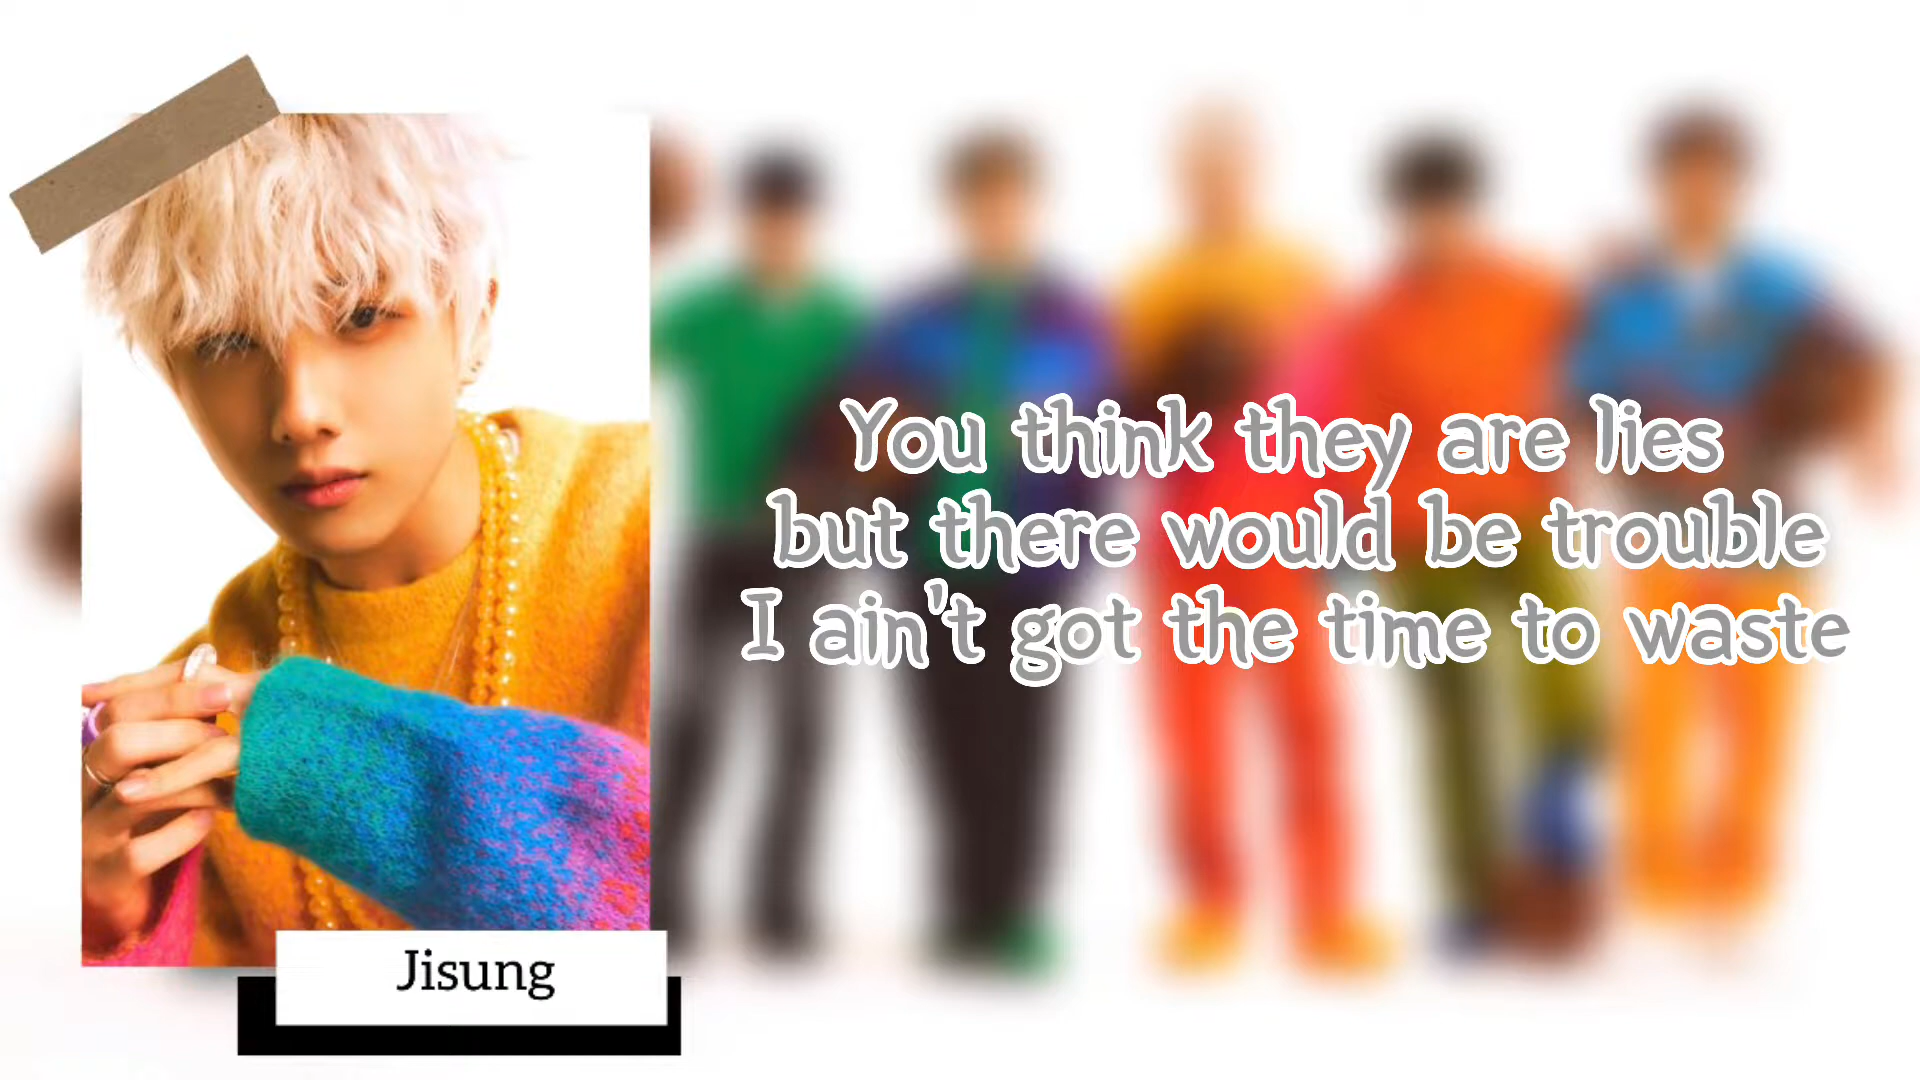 You think they are lies
but there would be trouble
I ain't got the time to waste
Jisung